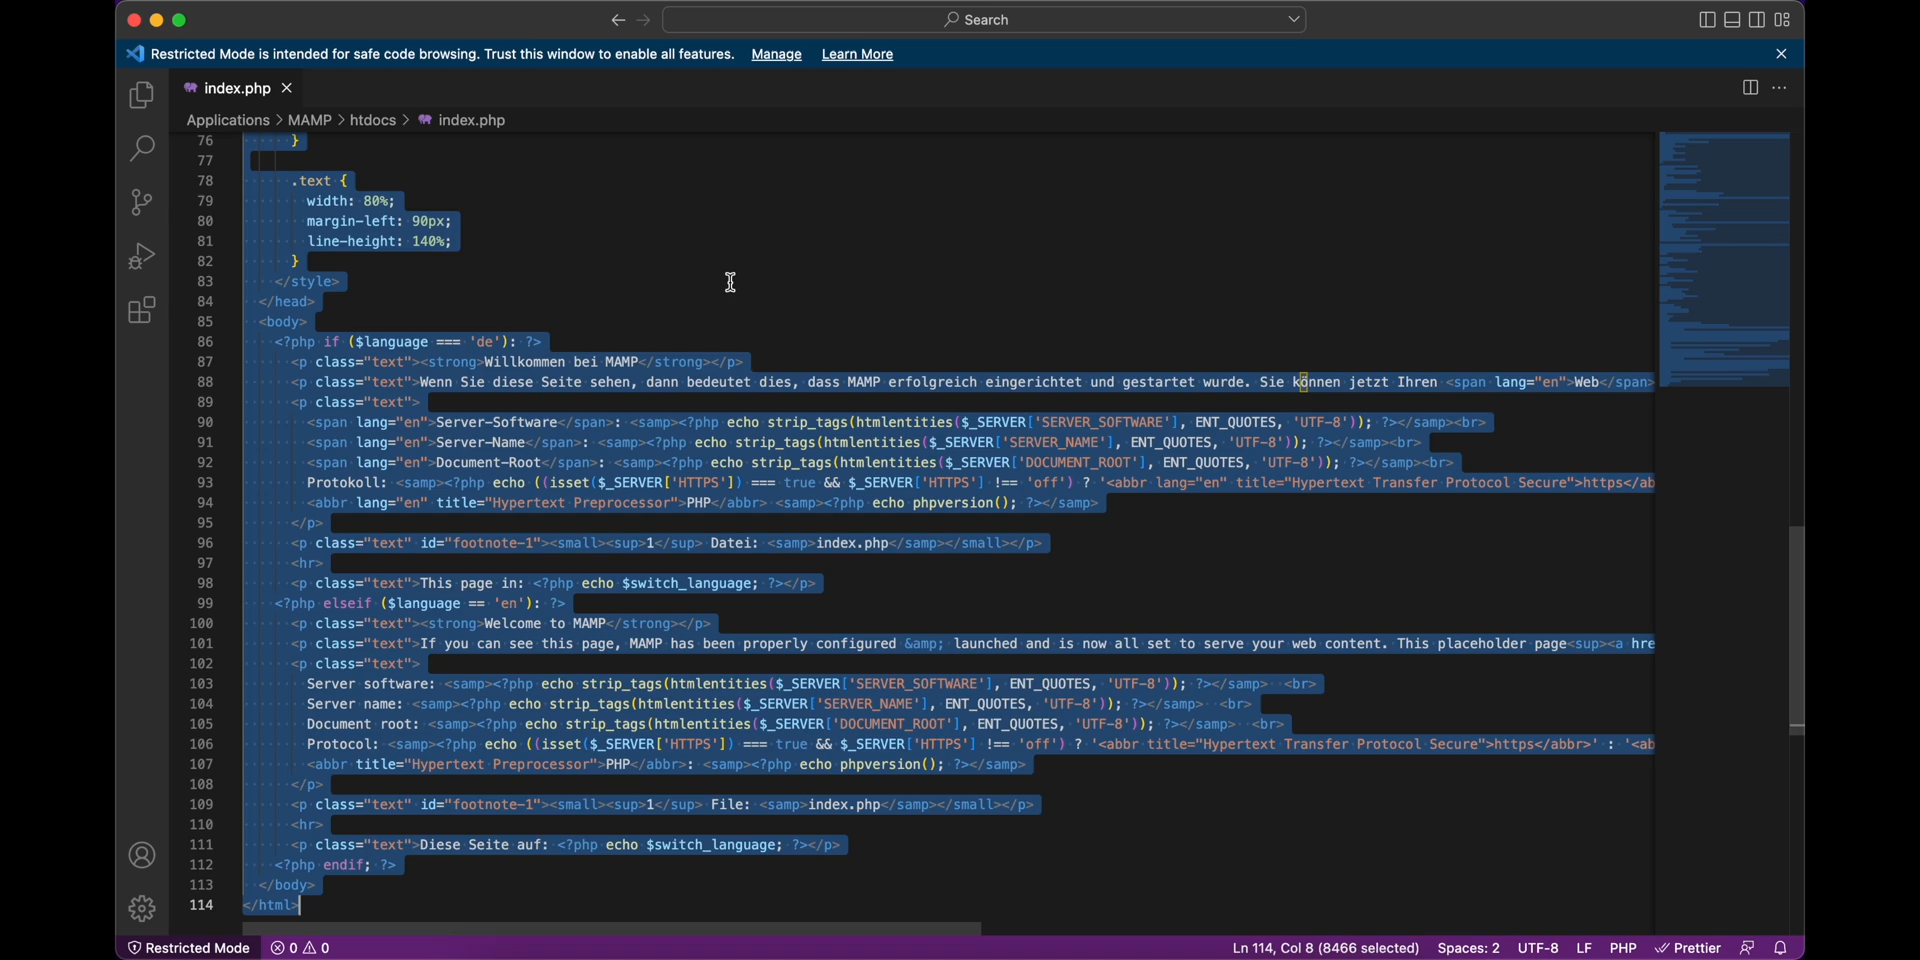 Search
Restricted Mode is intended for safe code browsing. Trust this window to enable all features. Manage Learn More
index.php
Applications > MAMP > htdocs > index.php
76 }
77
78 .text {
79 width: 80%;
80 margin-left: 90px;
81 line-height: 140%;
82 }
83 </style>
84 </head>
85 <body>
86 <?php if ($language === 'de'): ?>
87 <p class="text"><strong>Willkommen bei MAMP</strong></p>
88 <p class="text">Wenn Sie diese Seite sehen, dann bedeutet dies, dass MAMP erfolgreich eingerichtet und gestartet wurde. Sie können jetzt Ihren <span lang="en">Web</span>
89 <p class="text">
90 <span lang="en">Server-Software</span>: <samp><?php echo strip_tags(htmlentities($_SERVER['SERVER_SOFTWARE'], ENT_QUOTES, 'UTF-8')); ?></samp><br>
91 <span lang="en">Server-Name</span>: <samp><?php echo strip_tags(htmlentities($_SERVER['SERVER_NAME'], ENT_QUOTES, 'UTF-8')); ?></samp><br>
92 <span lang="en">Document-Root</span>: <samp><?php echo strip_tags(htmlentities($_SERVER['DOCUMENT_ROOT'], ENT_QUOTES, 'UTF-8')); ?></samp><br>
93 Protokoll: <samp><?php echo ((isset($_SERVER['HTTPS']) === true && $_SERVER['HTTPS'] !== 'off') ? '<abbr lang="en" title="Hypertext Transfer Protocol Secure">https</ab
94 <abbr lang="en" title="Hypertext Preprocessor">PHP</abbr> <samp><?php echo phpversion(); ?></samp>
95 </p>
96 <p class="text" id="footnote-1"><small><sup>1</sup> Datei: <samp>index.php</samp></small></p>
97 <hr>
98 <p class="text">This page in: <?php echo $switch_language; ?></p>
99 <?php elseif ($language == 'en'): ?>
100 <p class="text"><strong>Welcome to MAMP</strong></p>
101 <p class="text">If you can see this page, MAMP has been properly configured &amp; launched and is now all set to serve your web content. This placeholder page<sup><a hre
102 <p class="text">
103 Server software: <samp><?php echo strip_tags(htmlentities($_SERVER['SERVER_SOFTWARE'], ENT_QUOTES, 'UTF-8')); ?></samp> <br>
104 Server name: <samp><?php echo strip_tags(htmlentities($_SERVER['SERVER_NAME'], ENT_QUOTES, 'UTF-8')); ?></samp> <br>
105 Document root: <samp><?php echo strip_tags(htmlentities($_SERVER['DOCUMENT_ROOT'], ENT_QUOTES, 'UTF-8')); ?></samp> <br>
106 Protocol: <samp><?php echo ((isset($_SERVER['HTTPS']) === true && $_SERVER['HTTPS'] !== 'off') ? '<abbr title="Hypertext Transfer Protocol Secure">https</abbr>' : '<ab
107 <abbr title="Hypertext Preprocessor">PHP</abbr>: <samp><?php echo phpversion(); ?></samp>
108 </p>
109 <p class="text" id="footnote-1"><small><sup>1</sup> File: <samp>index.php</samp></small></p>
110 <hr>
111 <p class="text">Diese Seite auf: <?php echo $switch_language; ?></p>
112 <?php endif; ?>
113 </body>
114 </html>
Restricted Mode 0 0 Ln 114, Col 8 (8466 selected) Spaces: 2 UTF-8 LF PHP Prettier